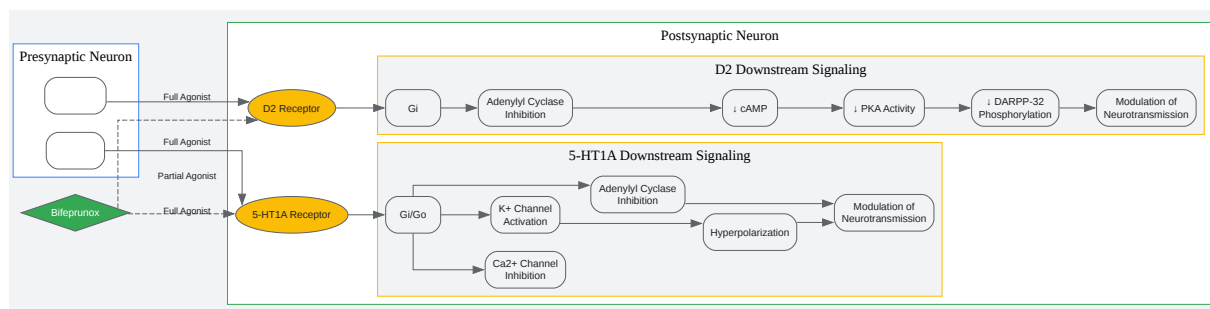 Postsynaptic Neuron
Presynaptic Neuron
D2 Downstream Signaling
Full Agonist
D2 Receptor
Gi
Adenylyl Cyclase
Inhibition
↓ cAMP
↓ PKA Activity
↓ DARPP-32
Phosphorylation
Modulation of
Neurotransmission
Full Agonist
Partial Agonist
Bifeprunox
Full Agonist
5-HT1A Receptor
5-HT1A Downstream Signaling
Gi/Go
Adenylyl Cyclase
Inhibition
K+ Channel
Activation
Ca2+ Channel
Inhibition
Hyperpolarization
Modulation of
Neurotransmission